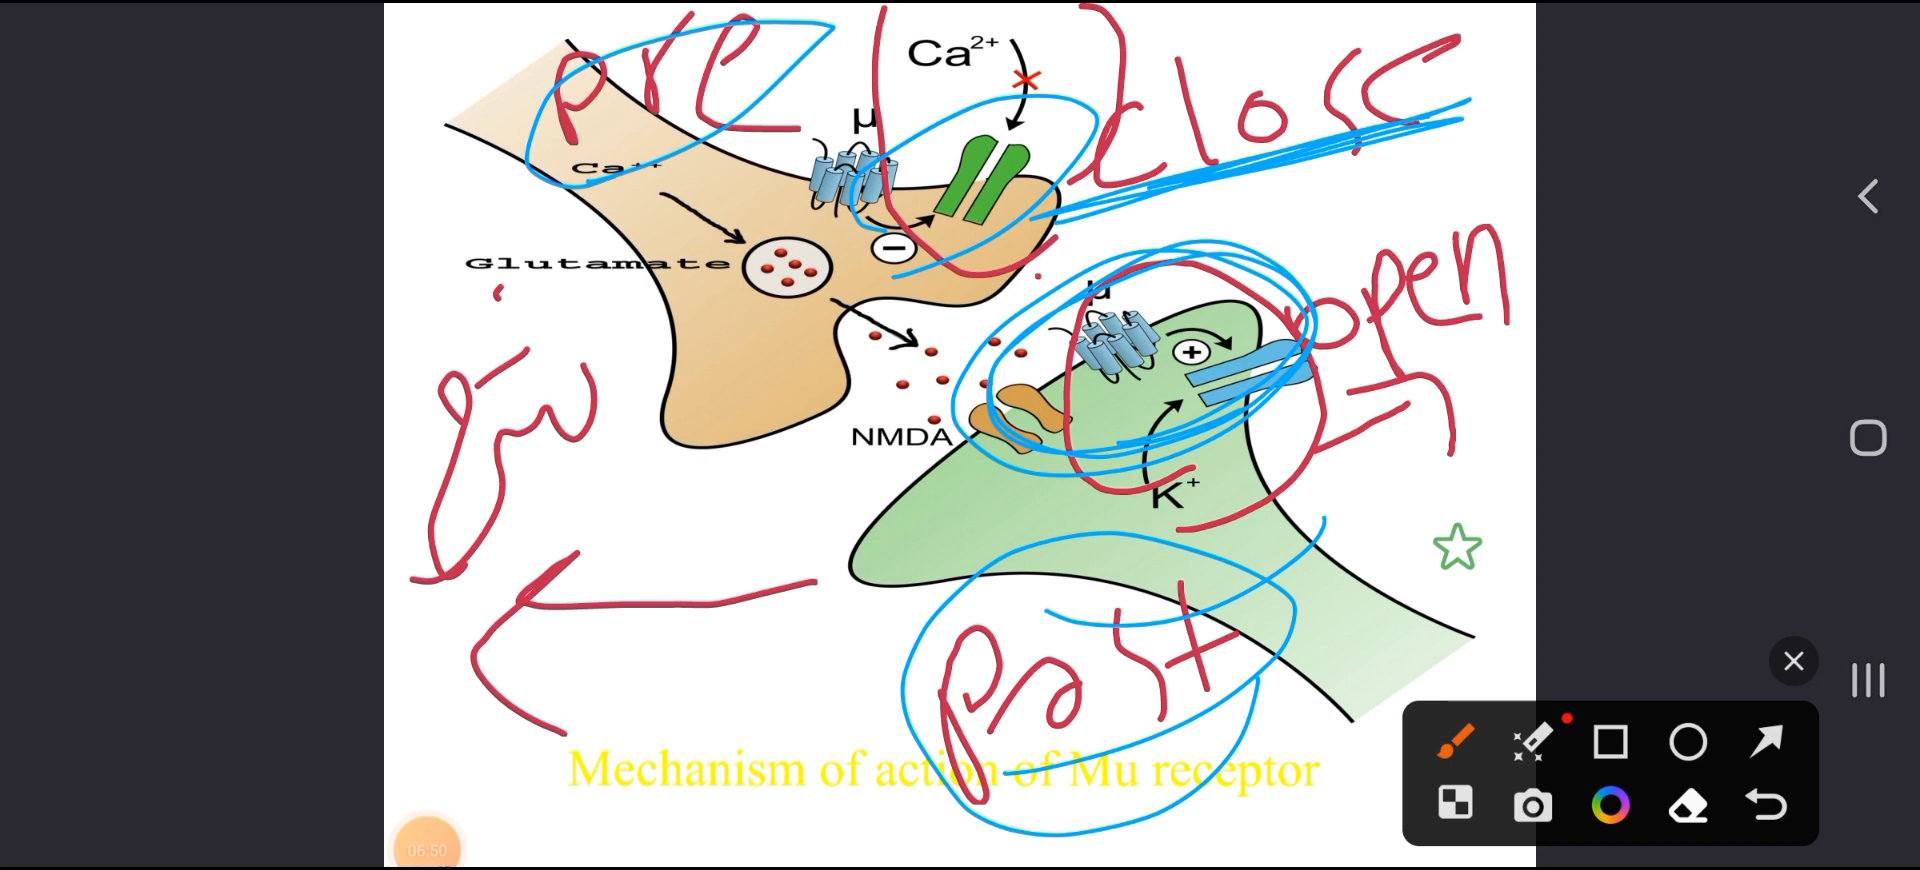 pre
Ca2+
close
μ
Ca++
Glutamate
−
μ
open
+
NMDA
K+
post
Mechanism of action of Mu receptor
06:50